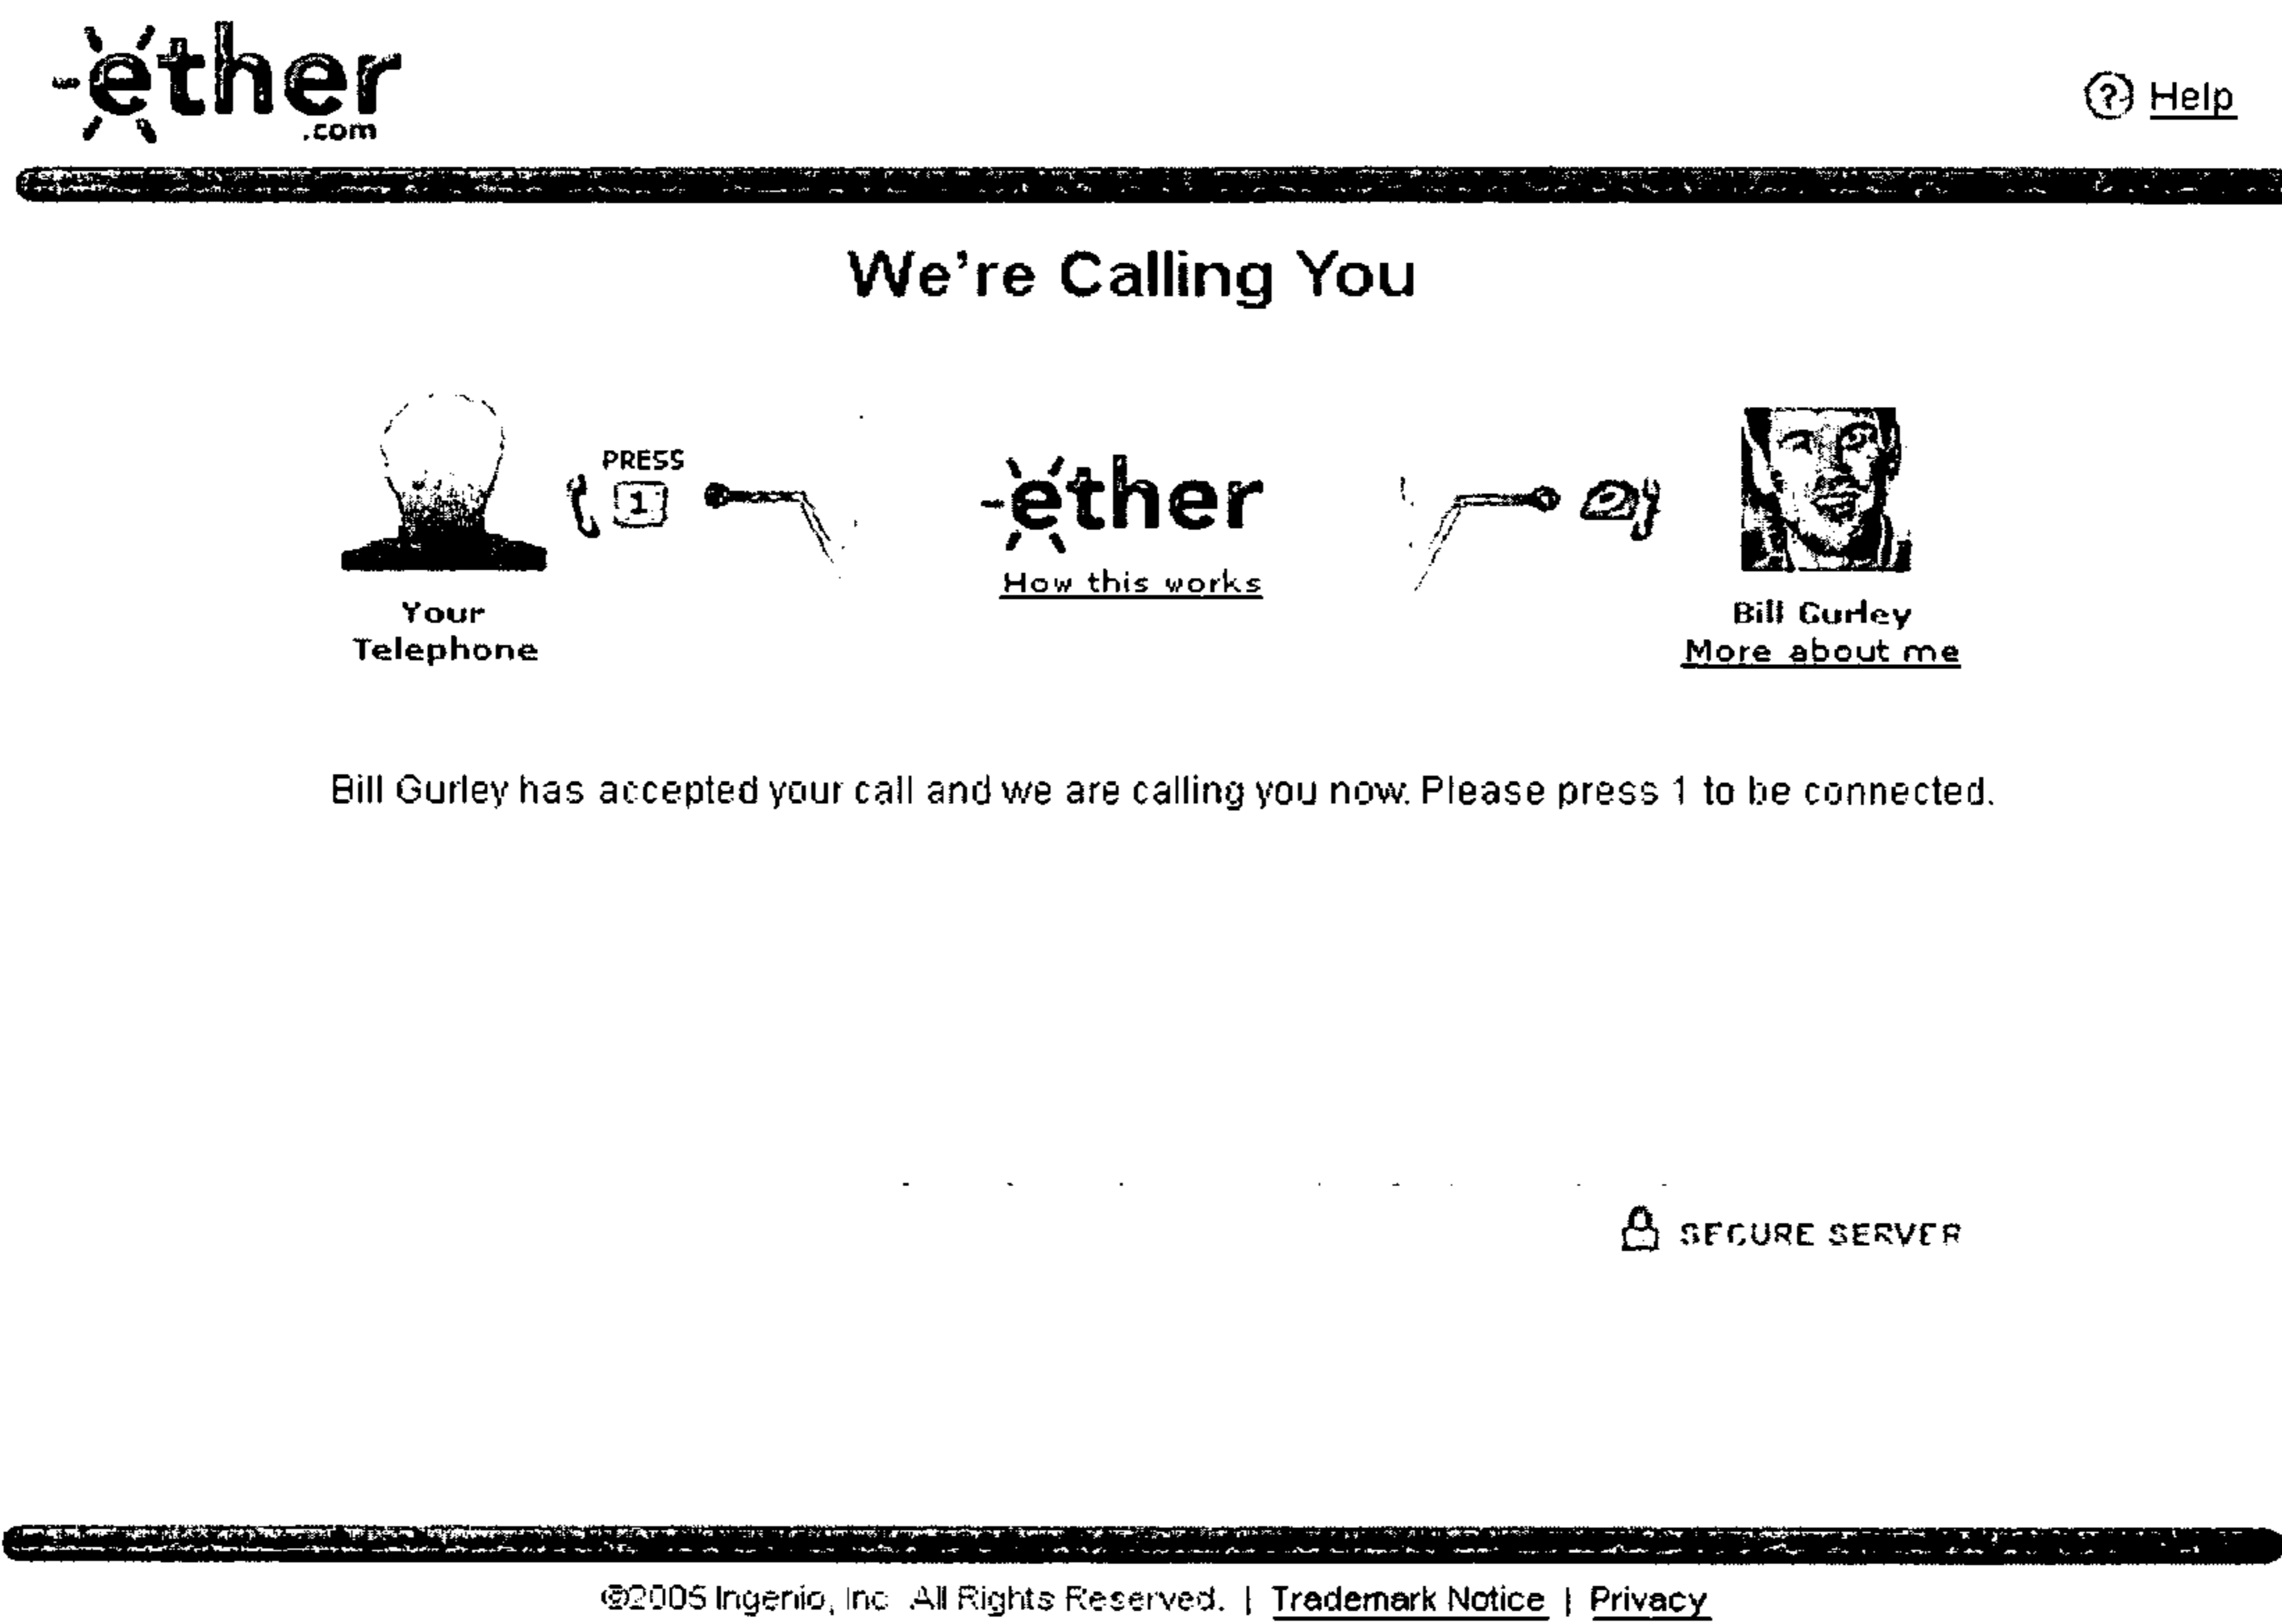 ether
.com
Help
We're Calling You
PRESS
1
ether
How this works
Your
Telephone
Bill Gurley
More about me
Bill Gurley has accepted your call and we are calling you now. Please press 1 to be connected.
SECURE SERVER
©2005 Ingenio, Inc All Rights Reserved. | Trademark Notice | Privacy